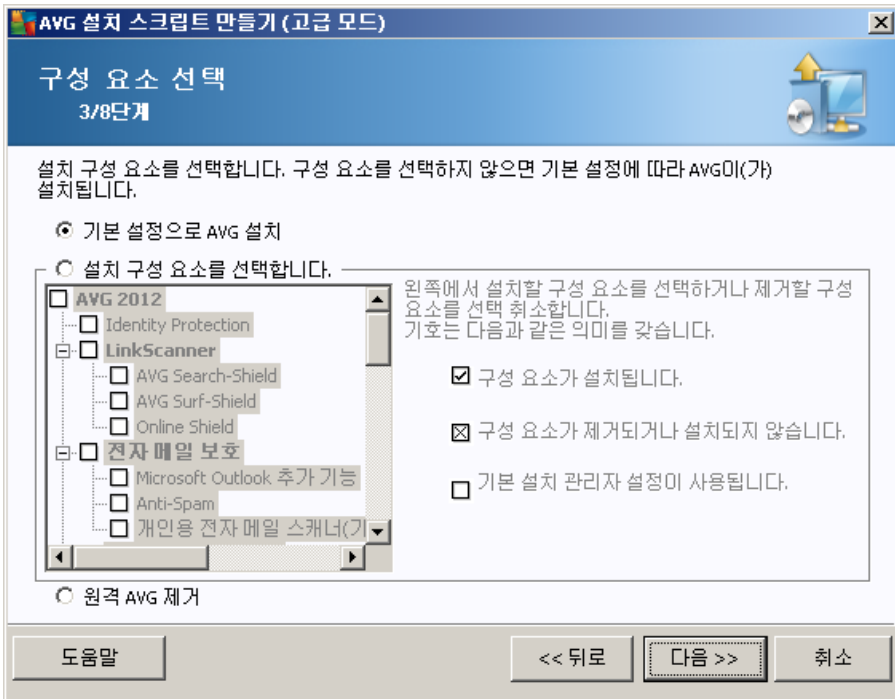 AVG 설치 스크립트 만들기 (고급 모드)
구성 요소 선택
3/8단계
설치 구성 요소를 선택합니다. 구성 요소를 선택하지 않으면 기본 설정에 따라 AVG이(가)
설치됩니다.
기본 설정으로 AVG 설치
설치 구성 요소를 선택합니다.
AVG 2012
Identity Protection
LinkScanner
AVG Search-Shield
AVG Surf-Shield
Online Shield
전자 메일 보호
Microsoft Outlook 추가 기능
Anti-Spam
개인용 전자 메일 스캐너(기
왼쪽에서 설치할 구성 요소를 선택하거나 제거할 구성
요소를 선택 취소합니다.
기호는 다음과 같은 의미를 갖습니다.
구성 요소가 설치됩니다.
구성 요소가 제거되거나 설치되지 않습니다.
기본 설치 관리자 설정이 사용됩니다.
원격 AVG 제거
도움말
<< 뒤로
다음 >>
취소